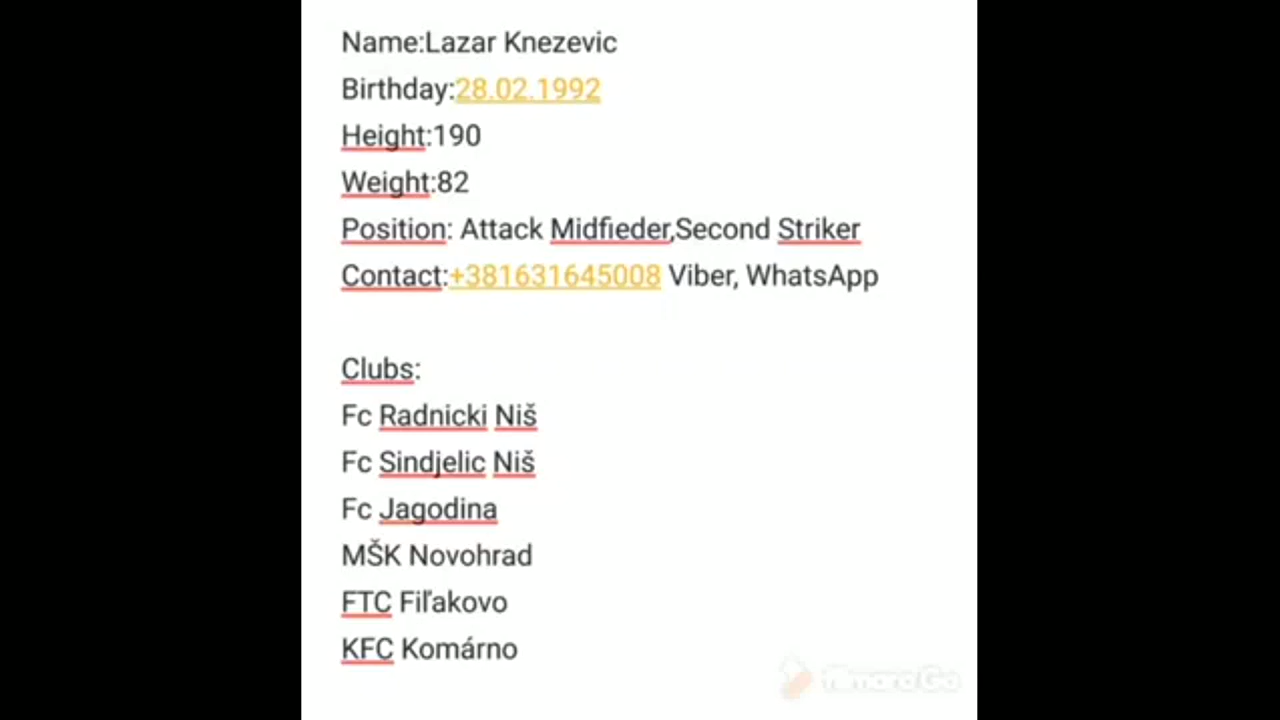 Name:Lazar Knezevic
Birthday:28.02.1992
Height:190
Weight:82
Position: Attack Midfieder,Second Striker
Contact:+381631645008 Viber, WhatsApp
Clubs:
Fc Radnicki Niš
Fc Sindjelic Niš
Fc Jagodina
MŠK Novohrad
FTC Fiľakovo
KFC Komárno